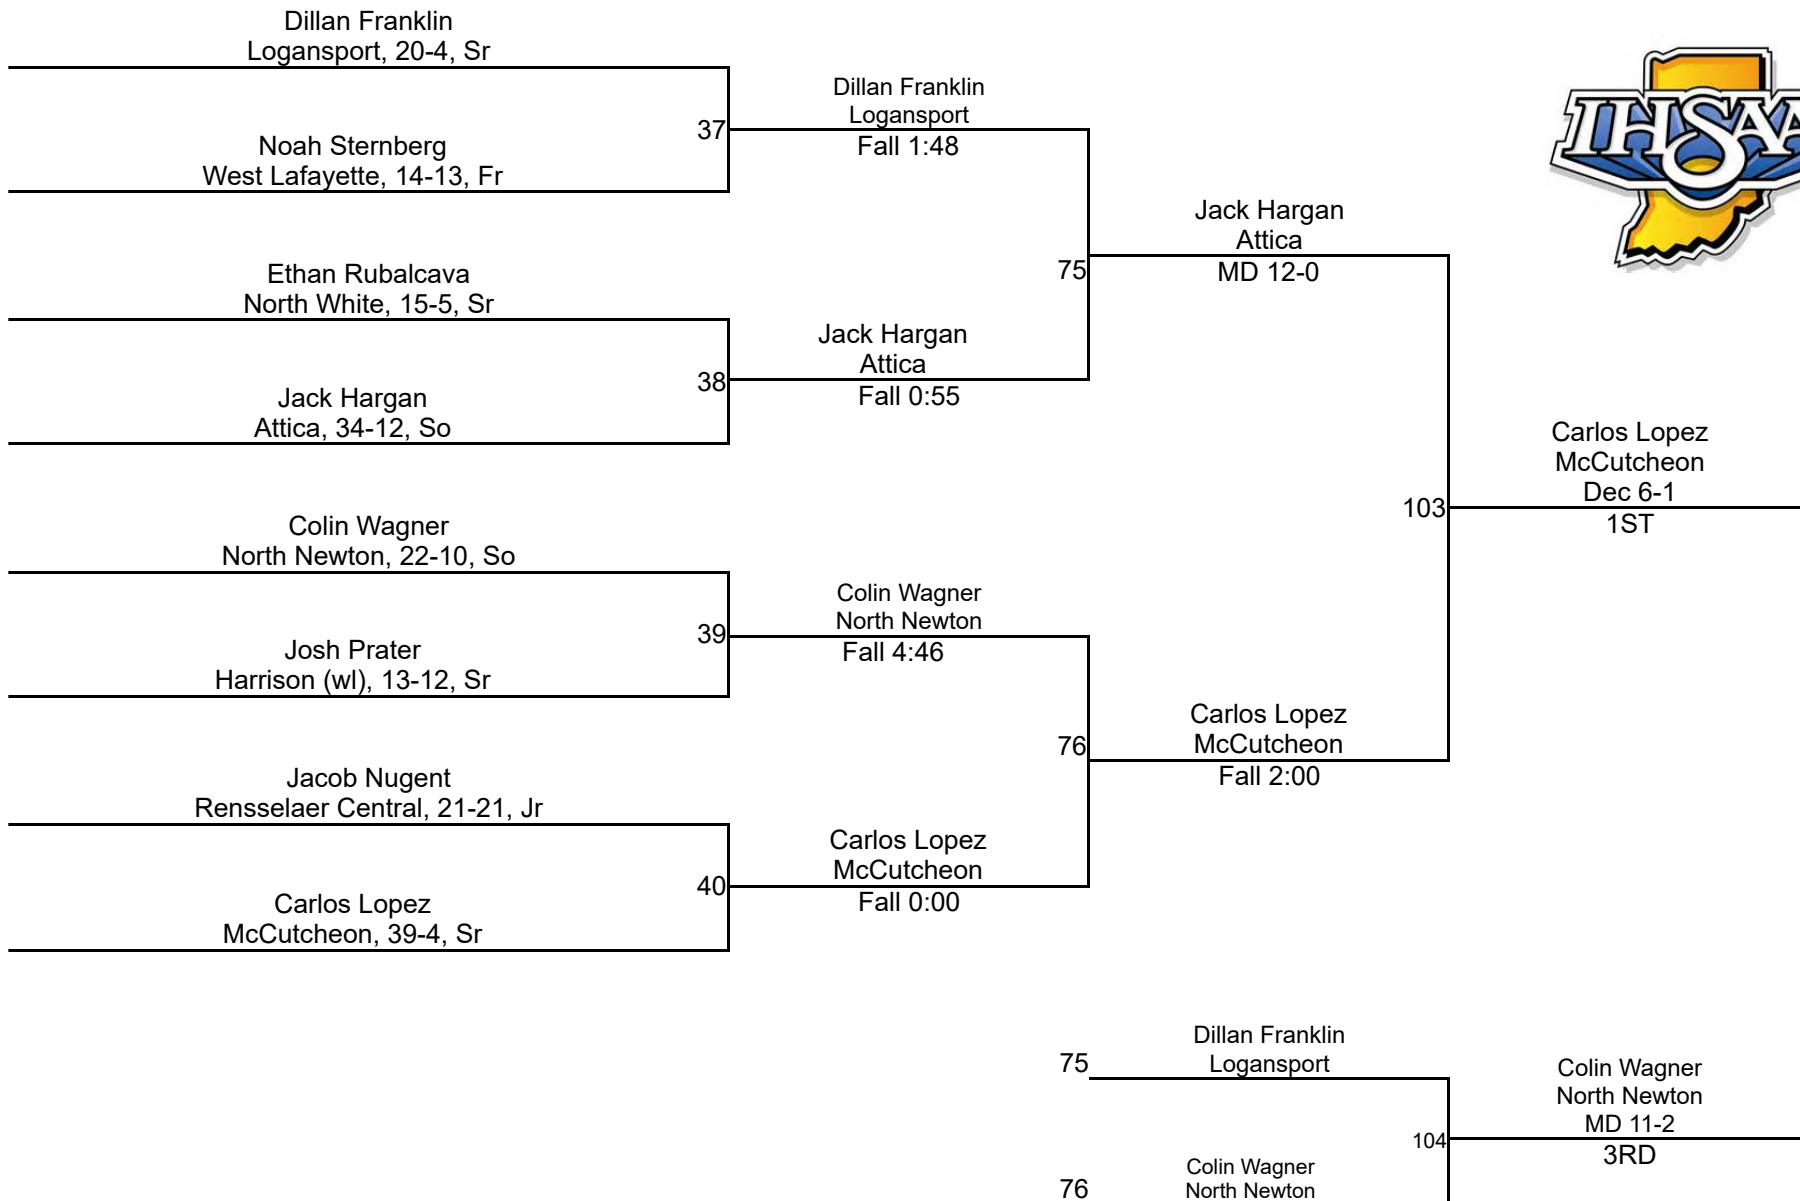 Dillan Franklin
Logansport, 20-4, Sr
Noah Sternberg
West Lafayette, 14-13, Fr
37
Dillan Franklin
Logansport
Fall 1:48
Ethan Rubalcava
North White, 15-5, Sr
Jack Hargan
Attica, 34-12, So
38
Jack Hargan
Attica
Fall 0:55
75
Jack Hargan
Attica
MD 12-0
Colin Wagner
North Newton, 22-10, So
Josh Prater
Harrison (wl), 13-12, Sr
39
Colin Wagner
North Newton
Fall 4:46
Jacob Nugent
Rensselaer Central, 21-21, Jr
Carlos Lopez
McCutcheon, 39-4, Sr
40
Carlos Lopez
McCutcheon
Fall 0:00
76
Carlos Lopez
McCutcheon
Fall 2:00
103
Carlos Lopez
McCutcheon
Dec 6-1
1ST
IHSAA
75
Dillan Franklin
Logansport
76
Colin Wagner
North Newton
104
Colin Wagner
North Newton
MD 11-2
3RD